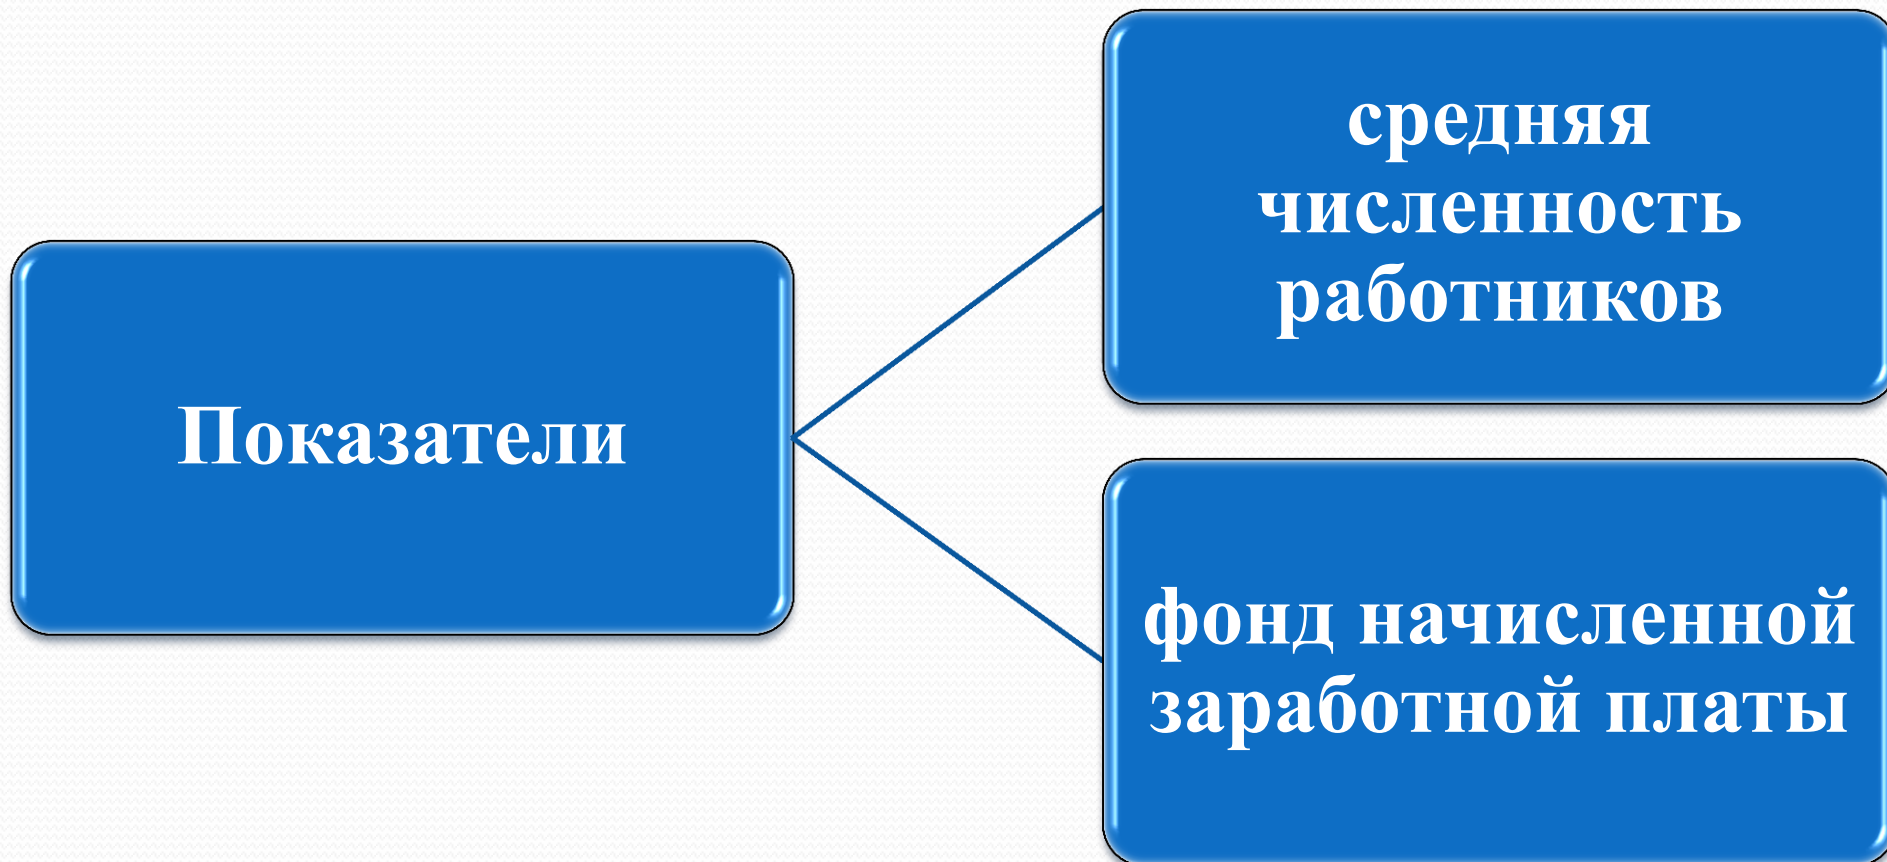 Показатели
средняя
численность
работников
фонд начисленной
заработной платы